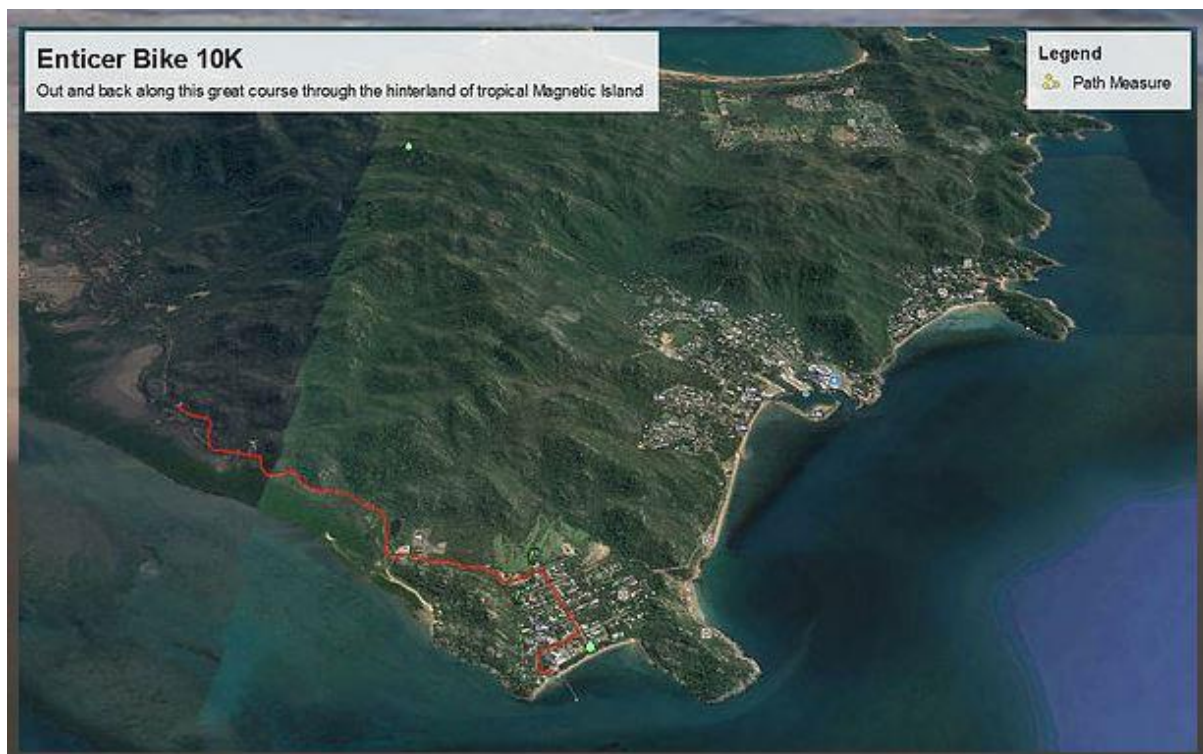 Enticer Bike 10K
Out and back along this great course through the hinterland of tropical Magnetic Island
Legend
Path Measure